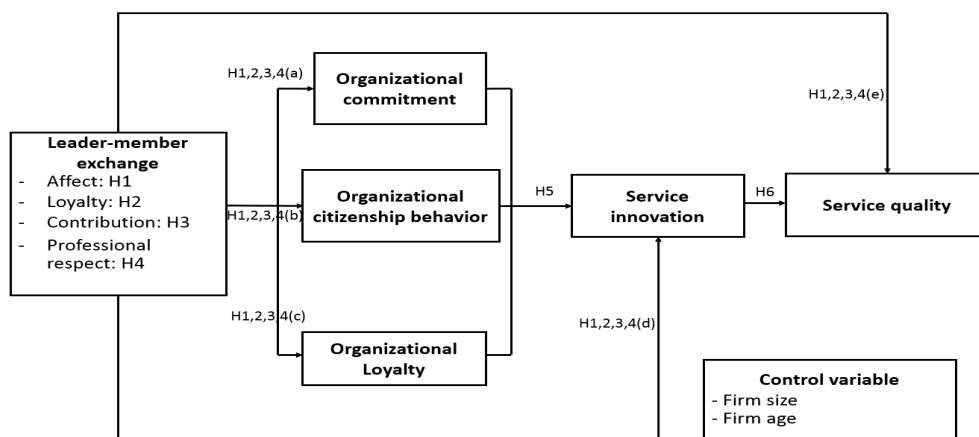 H1,2,3,4(a)
Organizational
commitment
H1,2,3,4(e)
Leader-member
exchange
- Affect: H1
- Loyalty: H2
- Contribution: H3
- Professional
respect: H4
H1,2,3,4(b)
Organizational
citizenship behavior
H5
Service
innovation
H6
Service quality
H1,2,3,4(c)
Organizational
Loyalty
H1,2,3,4(d)
Control variable
- Firm size
- Firm age